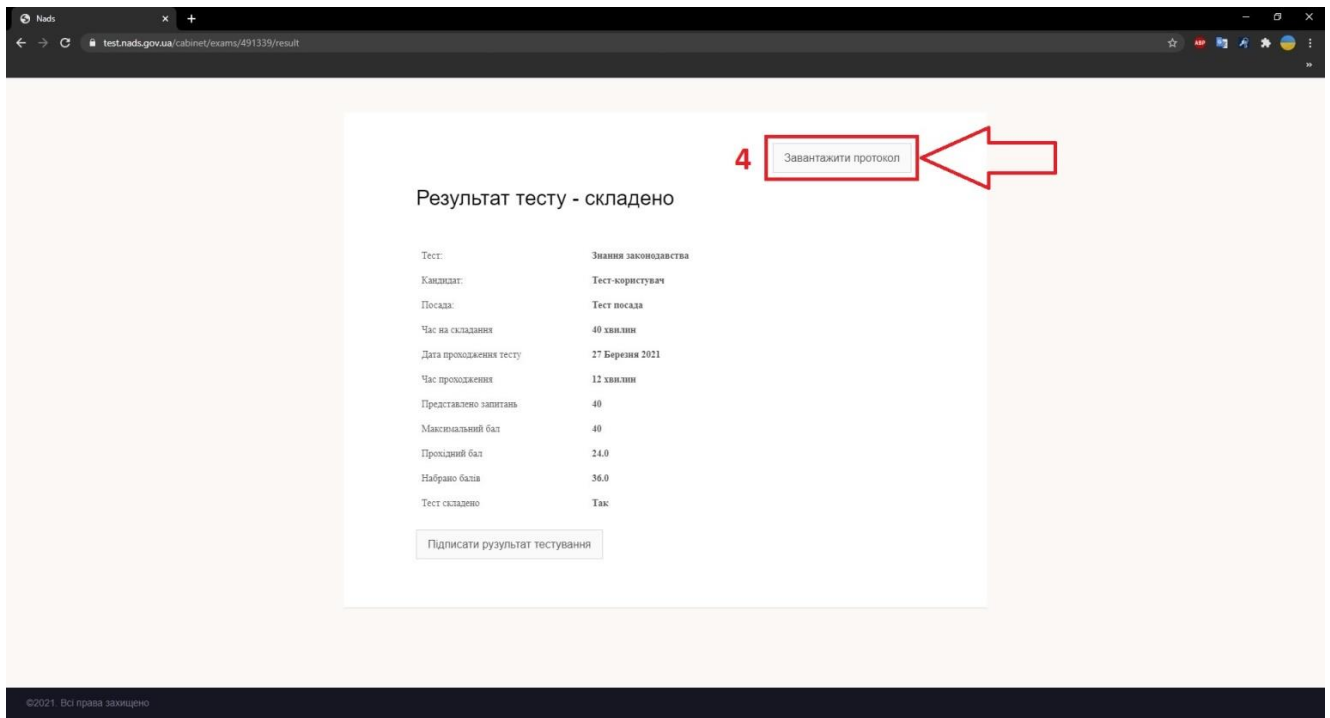 Nads
test.nads.gov.ua/cabinet/exams/491339/result
ABP
4 Завантажити протокол
Результат тесту - складено
Тест: Знання законодавства
Кандидат: Тест-користувач
Посада: Тест посада
Час на складання 40 хвилин
Дата проходження тесту 27 Березня 2021
Час проходження 12 хвилин
Представлено запитань 40
Максимальний бал 40
Прохідний бал 24.0
Набрано балів 36.0
Тест складено Так
Підписати рузультат тестування
©2021. Всі права захищено